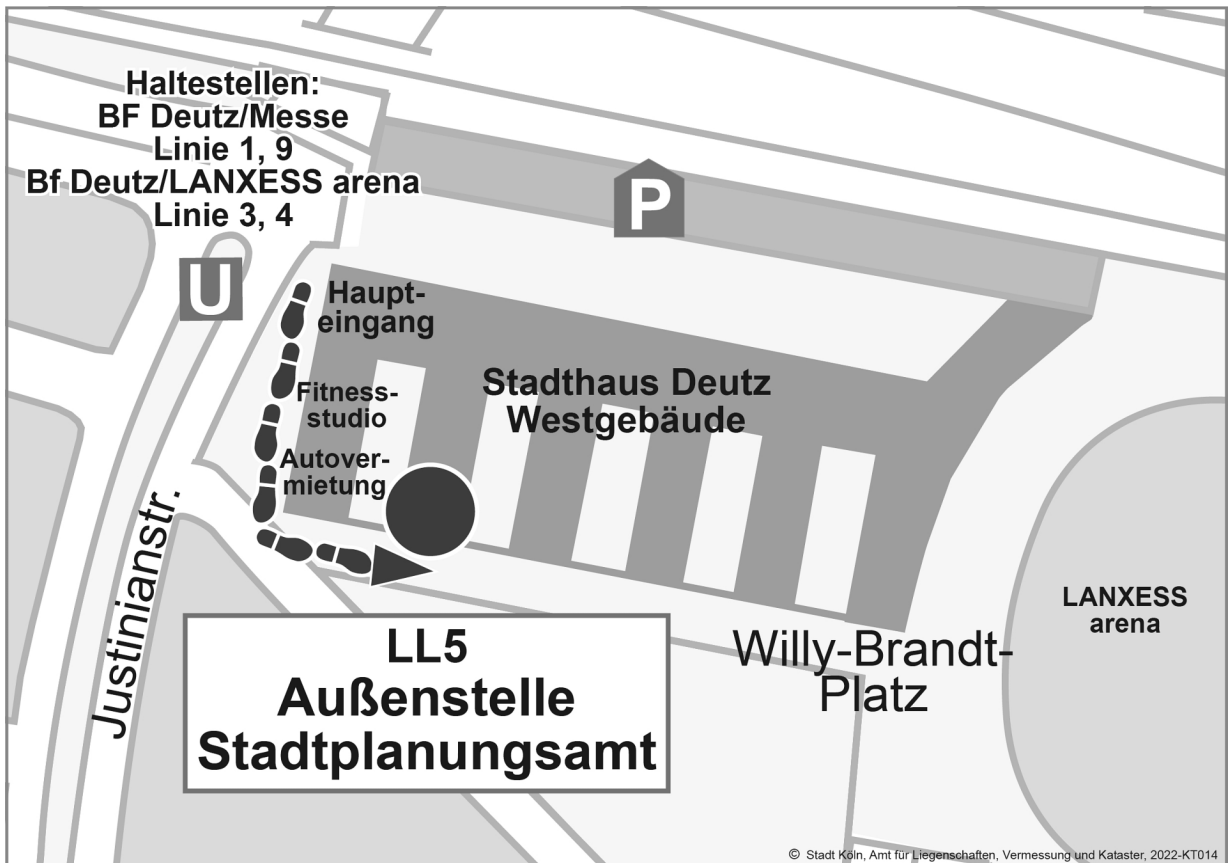 Haltestellen:
BF Deutz/Messe
Linie 1, 9
Bf Deutz/LANXESS arena
Linie 3, 4
U
P
Haupt-
eingang
Fitness-
studio
Autover-
mietung
Stadthaus Deutz
Westgebäude
LANXESS
arena
Justinianstr.
Willy-Brandt-
Platz
LL5
Außenstelle
Stadtplanungsamt
© Stadt Köln, Amt für Liegenschaften, Vermessung und Kataster, 2022-KT014